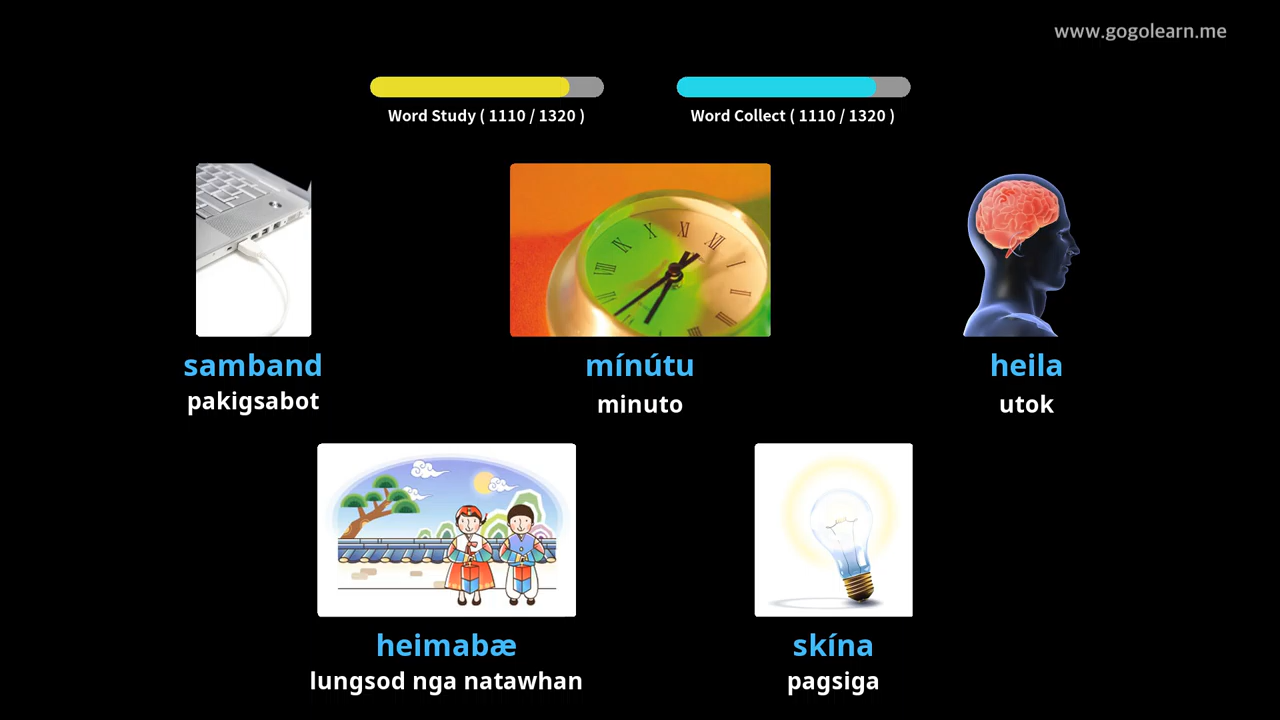 www.gogolearn.me
Word Study ( 1110 / 1320 )
Word Collect ( 1110 / 1320 )
samband
pakigsabot
mínútu
minuto
heila
utok
heimabæ
lungsod nga natawhan
skína
pagsiga